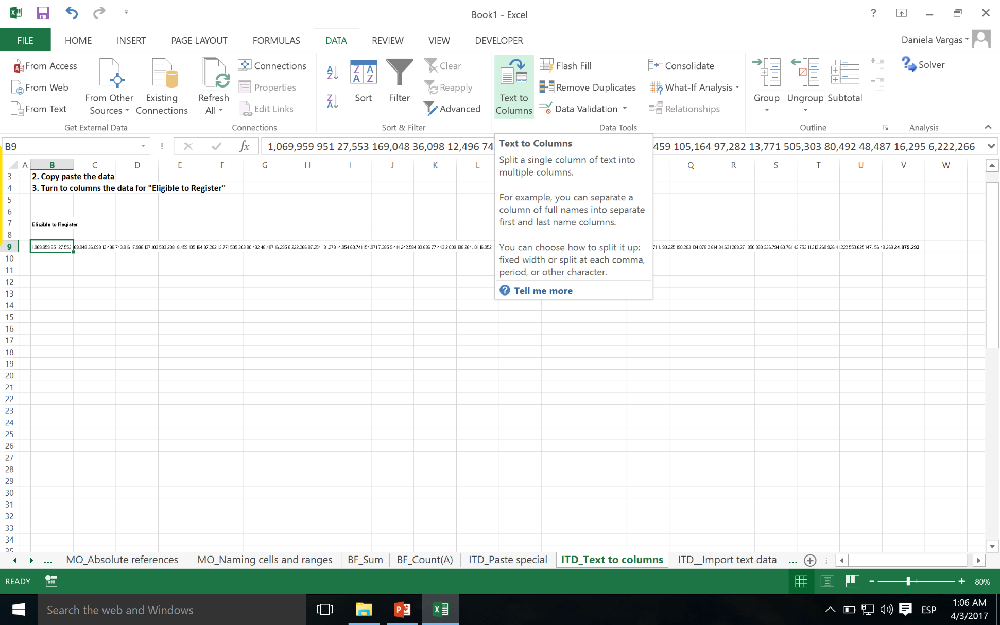 Book1 - Excel
?
FILE HOME INSERT PAGE LAYOUT FORMULAS DATA REVIEW VIEW DEVELOPER
Daniela Vargas
From Access
From Web
From Text
From Other Sources
Existing Connections
Get External Data
Refresh All
Connections
Properties
Edit Links
Connections
Sort
Filter
Clear
Reapply
Advanced
Sort & Filter
Text to Columns
Flash Fill
Remove Duplicates
Data Validation
Consolidate
What-If Analysis
Relationships
Data Tools
Group
Ungroup
Subtotal
Outline
Solver
Analysis
B9
fx
1,069,959 951 27,553 169,048 36,098 12,496 74
459 105,164 97,282 13,771 505,303 80,492 48,487 16,295 6,222,266
Text to Columns
Split a single column of text into
multiple columns.
For example, you can separate a
column of full names into separate
first and last name columns.
You can choose how to split it up:
fixed width or split at each comma,
period, or other character.
Tell me more
A B C D E F G H I J K L Q R S T U V W
3 2. Copy paste the data
4 3. Turn to columns the data for "Eligible to Register"
5
6
7 Eligible to Register
8
9 1,069,959 951 27,553 69,048 36,098 12,496 743,816 17,996 137,103 583,238 18,459 105,164 97,282 13,771 505,303 80,492 48,487 16,295 6,222,266 87,254 181,279 14,954 63,741 154,971 7,385 9,414 242,584 93,686 77,443 2,009,188 264,101 16,052 1 71 1,193,225 190,283 134,078 2,614 34,631 289,271 350,393 336,794 60,761 43,753 11,312 260,926 41,222 550,625 147,156 48,269 24,875,293
10
11
12
13
14
15
16
17
18
19
20
21
22
23
24
25
26
27
28
29
30
31
32
33
34
35
... MO_Absolute references MO_Naming cells and ranges BF_Sum BF_Count(A) ITD_Paste special ITD_Text to columns ITD__Import text data ...
READY
80%
Search the web and Windows
ESP
1:06 AM
4/3/2017